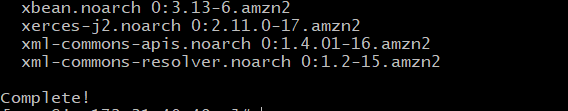 xbean.noarch 0:3.13-6.amzn2
xerces-j2.noarch 0:2.11.0-17.amzn2
xml-commons-apis.noarch 0:1.4.01-16.amzn2
xml-commons-resolver.noarch 0:1.2-15.amzn2
Complete!